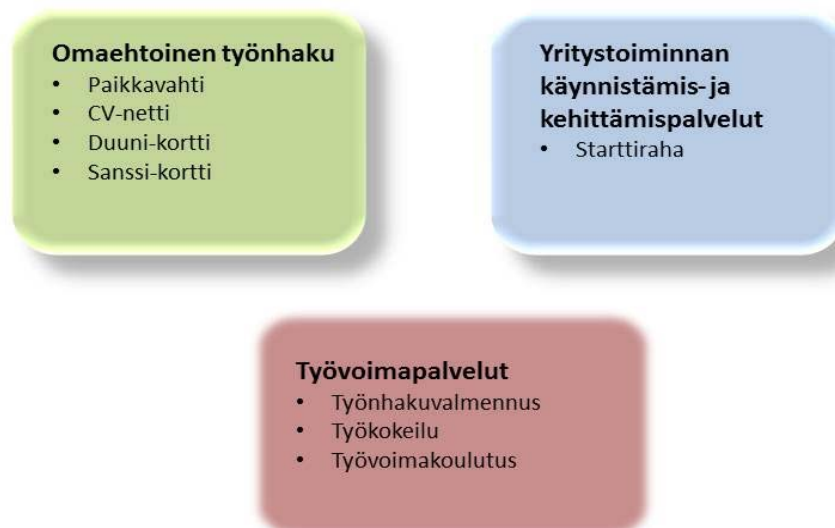 Omaehtoinen työnhaku
• Paikkavahti
• CV-netti
• Duuni-kortti
• Sanssi-kortti
Yritystoiminnan
käynnistämis- ja
kehittämispalvelut
• Starttiraha
Työvoimapalvelut
• Työnhakuvalmennus
• Työkokeilu
• Työvoimakoulutus